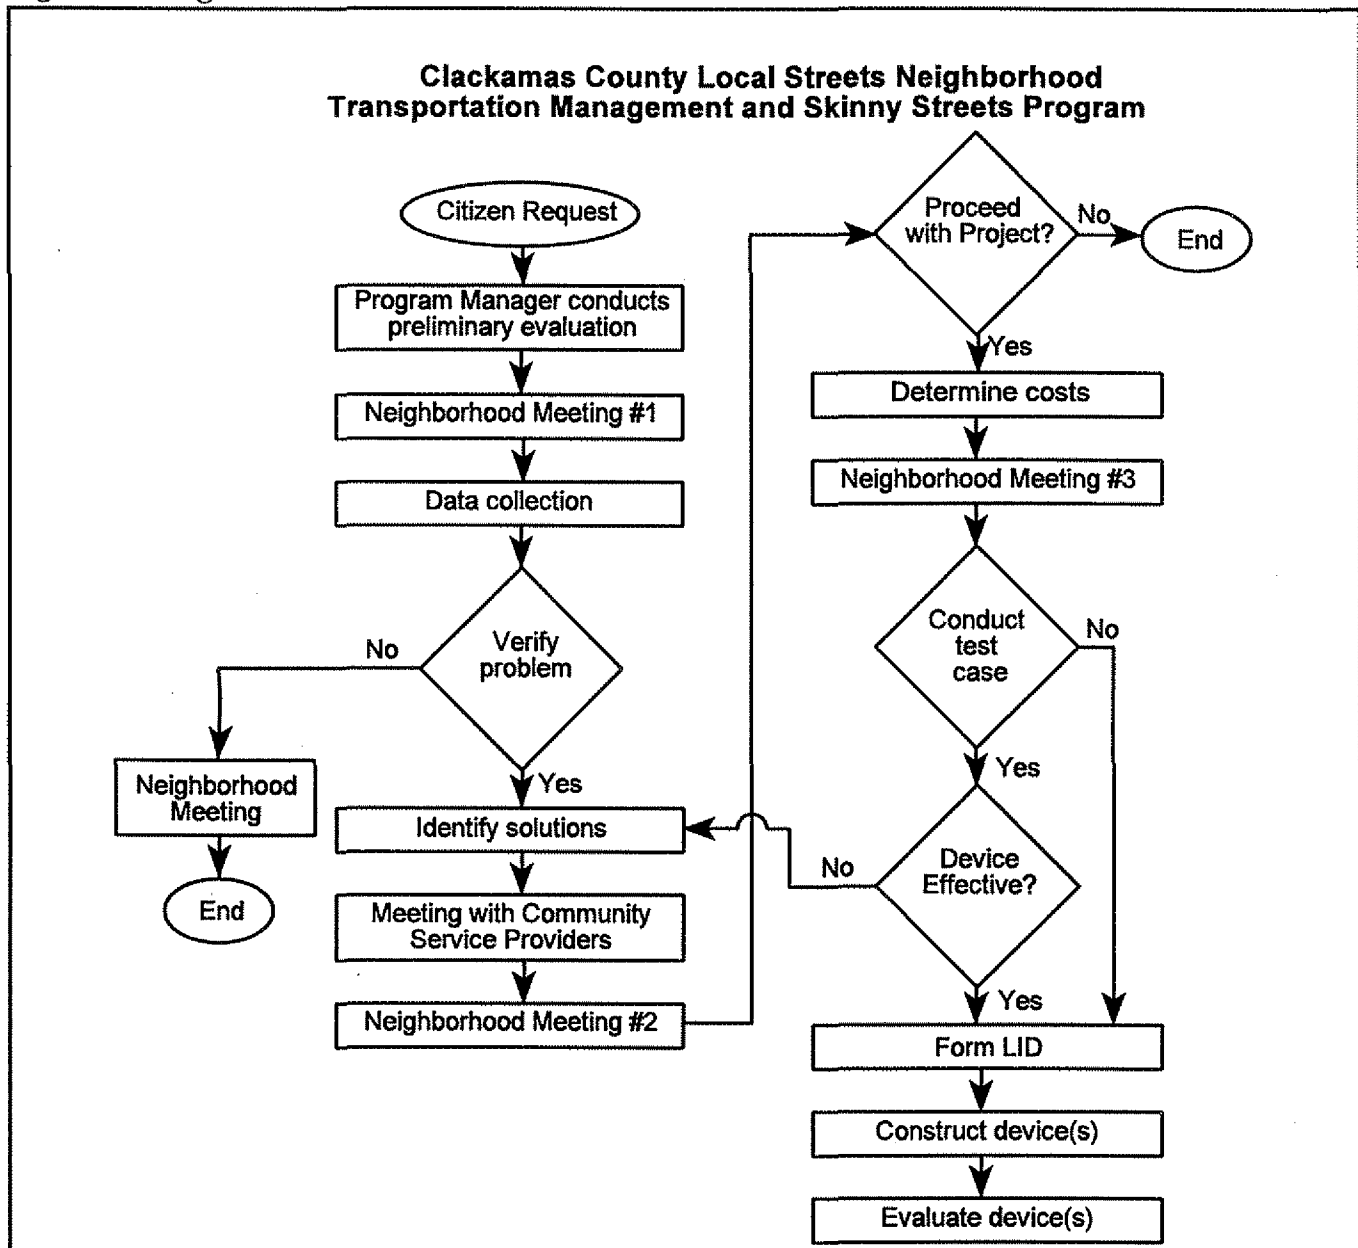 Clackamas County Local Streets Neighborhood
Transportation Management and Skinny Streets Program
Citizen Request
Program Manager conducts
preliminary evaluation
Neighborhood Meeting #1
Data collection
Verify
problem
No
Neighborhood
Meeting
End
Yes
Identify solutions
Meeting with Community
Service Providers
Neighborhood Meeting #2
Proceed
with Project?
No
End
Yes
Determine costs
Neighborhood Meeting #3
Conduct
test
case
No
Yes
Device
Effective?
No
Yes
Form LID
Construct device(s)
Evaluate device(s)